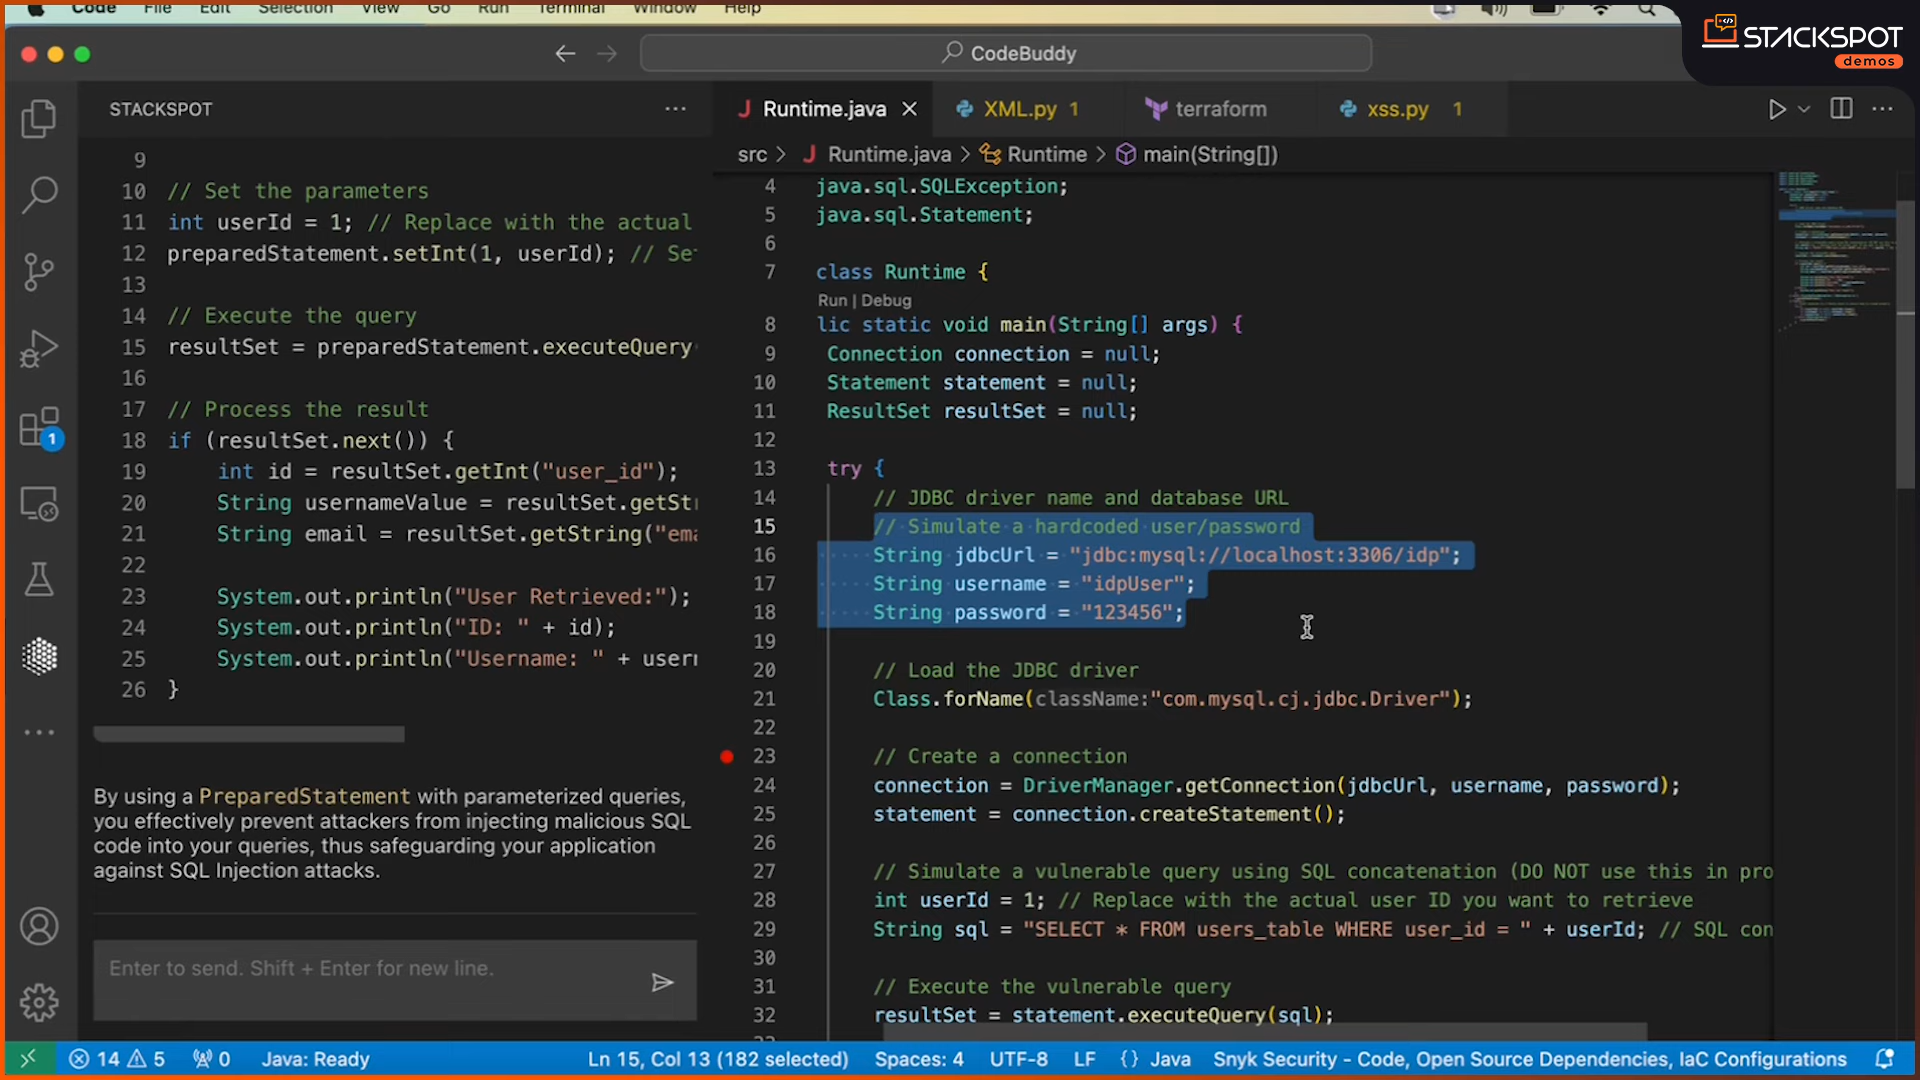 Code File Edit Selection View Go Run Terminal Window Help
STACKSPOT
demos
CodeBuddy
STACKSPOT
9
10 // Set the parameters
11 int userId = 1; // Replace with the actual
12 preparedStatement.setInt(1, userId); // Se
13
14 // Execute the query
15 resultSet = preparedStatement.executeQuery
16
17 // Process the result
18 if (resultSet.next()) {
19 int id = resultSet.getInt("user_id");
20 String usernameValue = resultSet.getStr
21 String email = resultSet.getString("ema
22
23 System.out.println("User Retrieved:");
24 System.out.println("ID: " + id);
25 System.out.println("Username: " + usern
26 }
By using a PreparedStatement with parameterized queries,
you effectively prevent attackers from injecting malicious SQL
code into your queries, thus safeguarding your application
against SQL Injection attacks.
Enter to send. Shift + Enter for new line.
1
J Runtime.java XML.py 1 terraform xss.py 1
src > J Runtime.java > Runtime > main(String[])
4 java.sql.SQLException;
5 java.sql.Statement;
6
7 class Runtime {
Run | Debug
8 lic static void main(String[] args) {
9 Connection connection = null;
10 Statement statement = null;
11 ResultSet resultSet = null;
12
13 try {
14 // JDBC driver name and database URL
15 // Simulate a hardcoded user/password
16 String jdbcUrl = "jdbc:mysql://localhost:3306/idp";
17 String username = "idpUser";
18 String password = "123456";
19
20 // Load the JDBC driver
21 Class.forName(className:"com.mysql.cj.jdbc.Driver");
22
23 // Create a connection
24 connection = DriverManager.getConnection(jdbcUrl, username, password);
25 statement = connection.createStatement();
26
27 // Simulate a vulnerable query using SQL concatenation (DO NOT use this in pro
28 int userId = 1; // Replace with the actual user ID you want to retrieve
29 String sql = "SELECT * FROM users_table WHERE user_id = " + userId; // SQL con
30
31 // Execute the vulnerable query
32 resultSet = statement.executeQuery(sql);
14 5 0 Java: Ready Ln 15, Col 13 (182 selected) Spaces: 4 UTF-8 LF {} Java Snyk Security - Code, Open Source Dependencies, IaC Configurations